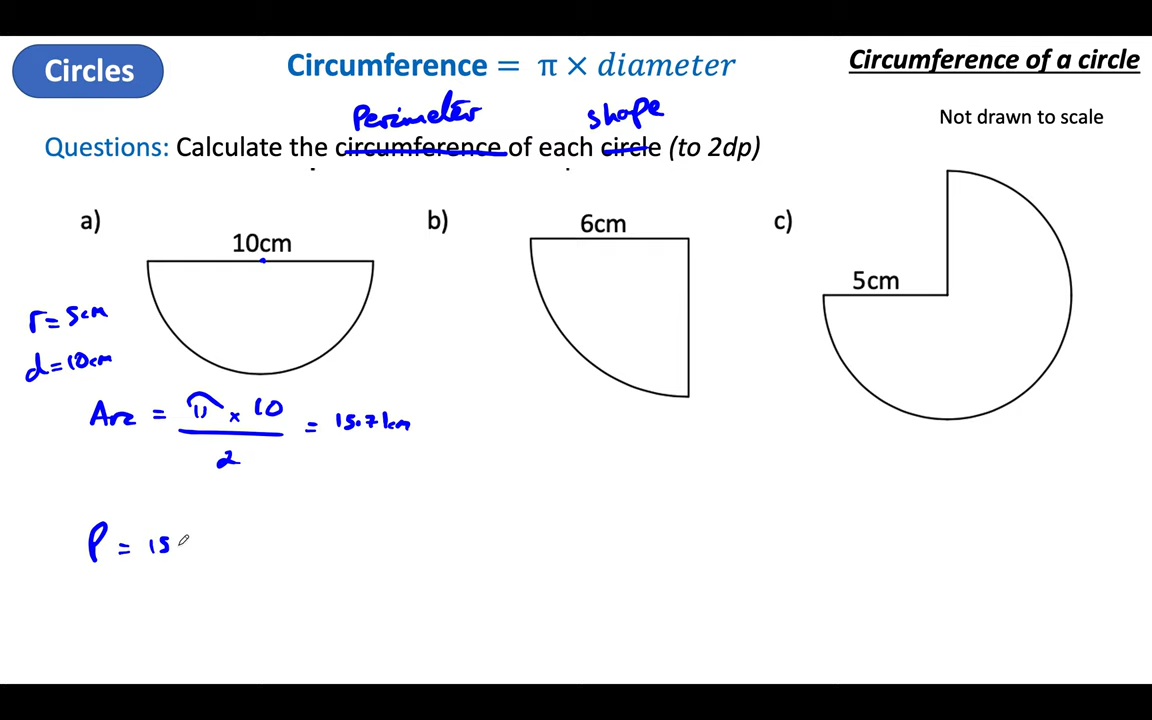 Circles
Circumference = π × diameter
Circumference of a circle
Perimeter shape
Not drawn to scale
Questions: Calculate the circumference of each circle (to 2dp)
a)
10cm
b)
6cm
c)
5cm
r = 5cm
d = 10cm
Arc = π × 10 / 2 = 15.71cm
P = 15